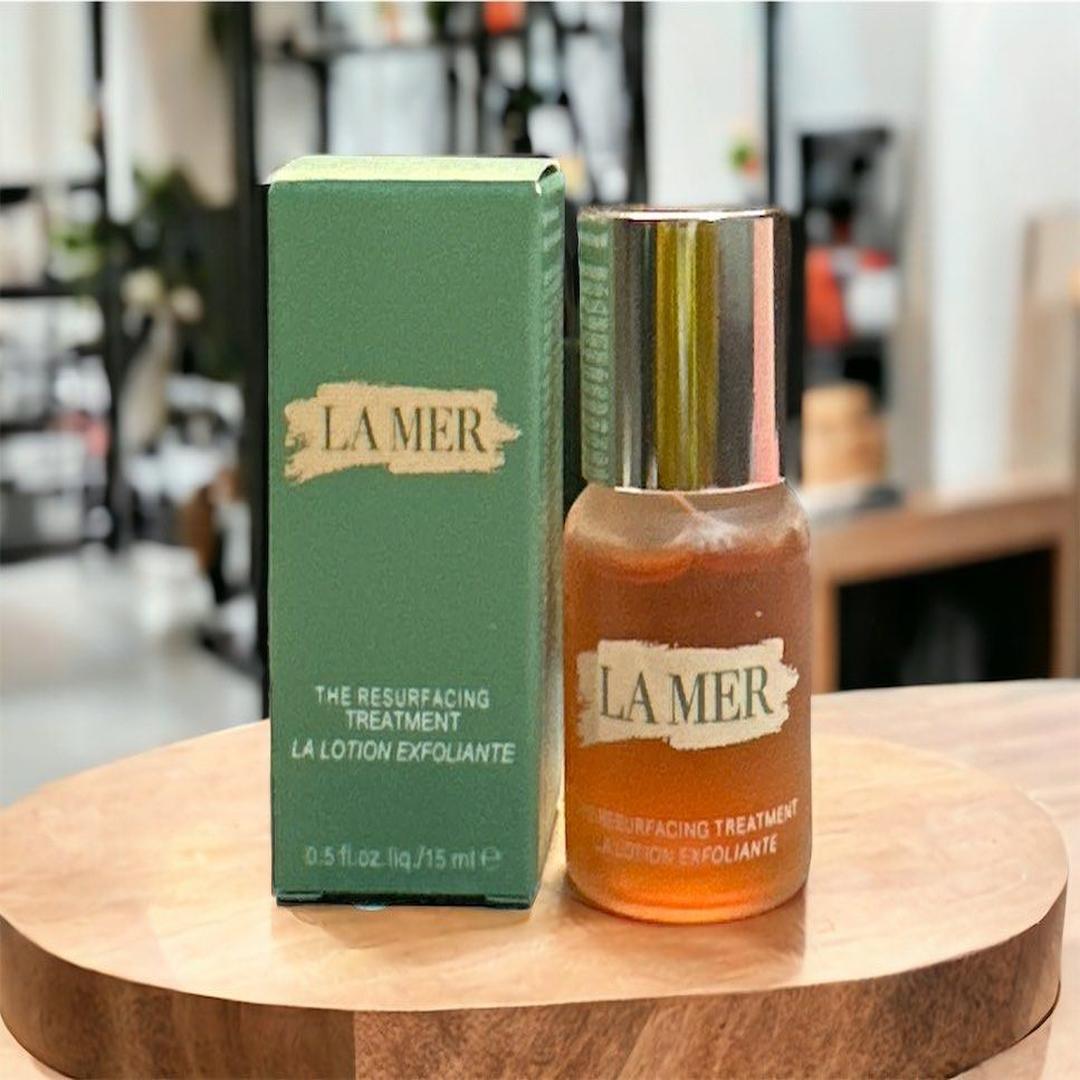 LA MER
THE RESURFACING
TREATMENT
LA LOTION EXFOLIANTE
0.5 fl.oz.liq./15 ml ℮
LA MER
RESURFACING TREATMENT
LA LOTION EXFOLIANTE